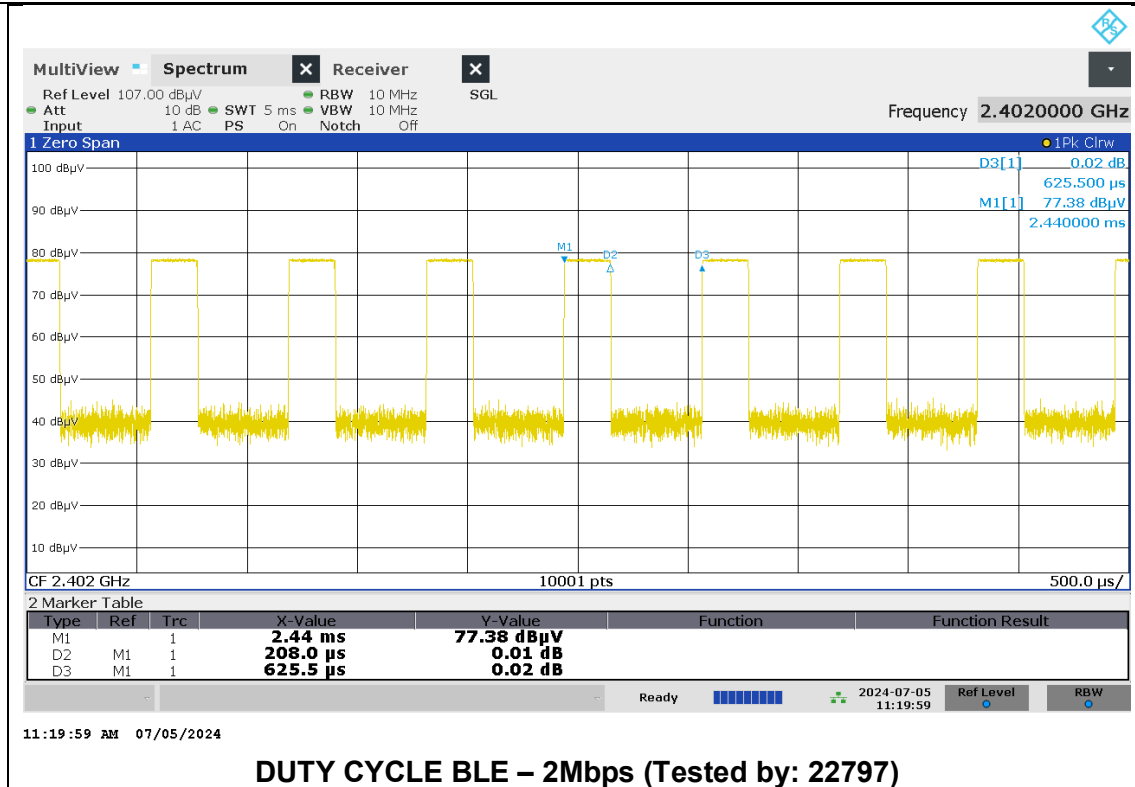 R&S
MultiView Spectrum X Receiver X
Ref Level 107.00 dBµV RBW 10 MHz SGL
Att 10 dB SWT 5 ms VBW 10 MHz
Input 1 AC PS On Notch Off
Frequency 2.4020000 GHz
1 Zero Span 1Pk Clrw
D3[1] 0.02 dB
625.500 µs
M1[1] 77.38 dBµV
2.440000 ms
100 dBµV
90 dBµV
80 dBµV
M1
D2
D3
70 dBµV
60 dBµV
50 dBµV
40 dBµV
30 dBµV
20 dBµV
10 dBµV
CF 2.402 GHz 10001 pts 500.0 µs/
2 Marker Table
Type Ref Trc X-Value Y-Value Function Function Result
M1 1 2.44 ms 77.38 dBµV
D2 M1 1 208.0 µs 0.01 dB
D3 M1 1 625.5 µs 0.02 dB
Ready 2024-07-05 11:19:59 Ref Level RBW
11:19:59 AM 07/05/2024
DUTY CYCLE BLE – 2Mbps (Tested by: 22797)